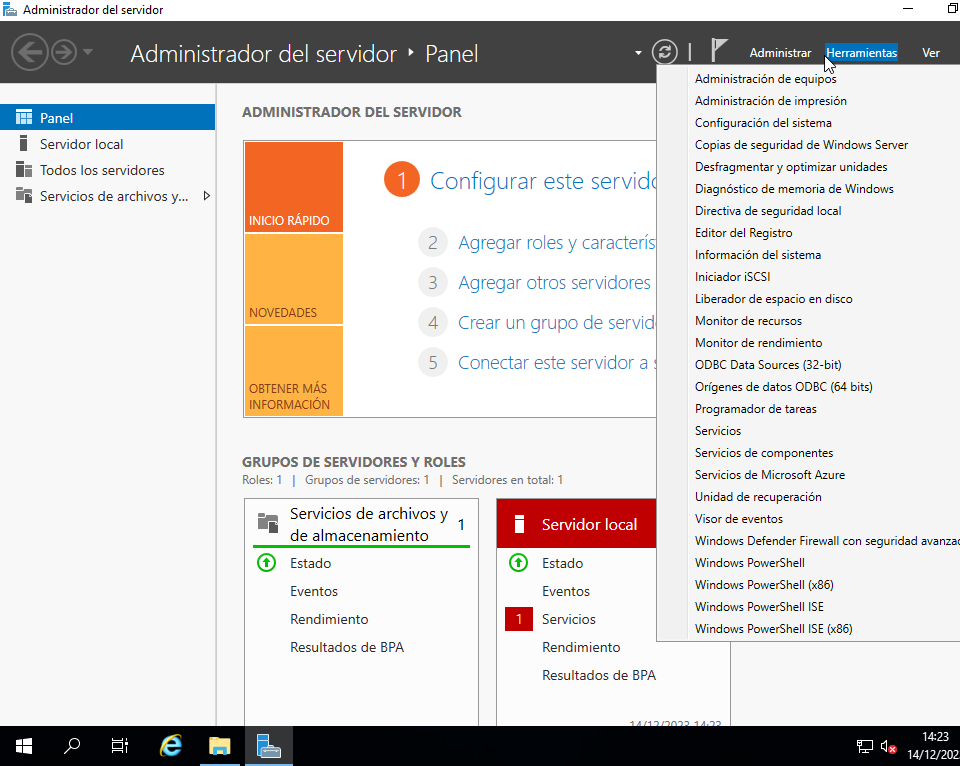 Administrador del servidor
Administrador del servidor
Panel
Administrar
Herramientas
Ver
Panel
Servidor local
Todos los servidores
Servicios de archivos y...
ADMINISTRADOR DEL SERVIDOR
INICIO RÁPIDO
NOVEDADES
OBTENER MÁS
INFORMACIÓN
1 Configurar este servido
2 Agregar roles y caracterís
3 Agregar otros servidores
4 Crear un grupo de servid
5 Conectar este servidor a s
GRUPOS DE SERVIDORES Y ROLES
Roles: 1 | Grupos de servidores: 1 | Servidores en total: 1
Servicios de archivos y
de almacenamiento
1
Estado
Eventos
Rendimiento
Resultados de BPA
Servidor local
Estado
Eventos
1 Servicios
Rendimiento
Resultados de BPA
14/12/2023 14:23
Administración de equipos
Administración de impresión
Configuración del sistema
Copias de seguridad de Windows Server
Desfragmentar y optimizar unidades
Diagnóstico de memoria de Windows
Directiva de seguridad local
Editor del Registro
Información del sistema
Iniciador iSCSI
Liberador de espacio en disco
Monitor de recursos
Monitor de rendimiento
ODBC Data Sources (32-bit)
Orígenes de datos ODBC (64 bits)
Programador de tareas
Servicios
Servicios de componentes
Servicios de Microsoft Azure
Unidad de recuperación
Visor de eventos
Windows Defender Firewall con seguridad avanzad
Windows PowerShell
Windows PowerShell (x86)
Windows PowerShell ISE
Windows PowerShell ISE (x86)
14:23
14/12/202